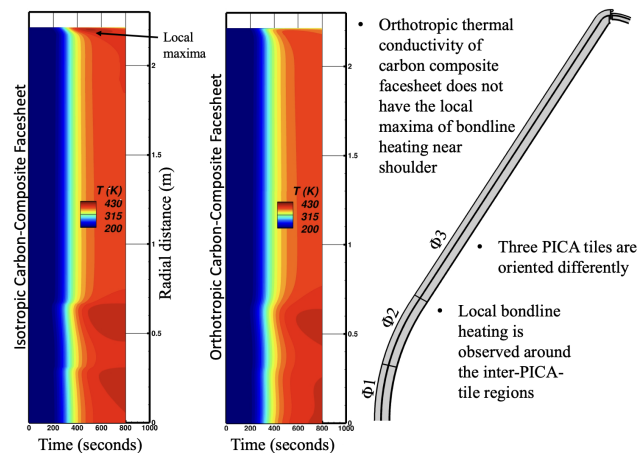 Isotropic Carbon-Composite Facesheet
Local
maxima
T (K)
430
315
200
2
1.5
1
0.5
0
Radial distance (m)
0 200 400 600 800 1000
Time (seconds)
Orthotropic Carbon-Composite Facesheet
T (K)
430
315
200
2
1.5
1
0.5
0
0 200 400 600 800 1000
Time (seconds)
• Orthotropic thermal
conductivity of
carbon composite
facesheet does not
have the local
maxima of bondline
heating near
shoulder
Φ3
• Three PICA tiles are
oriented differently
Φ2
• Local bondline
heating is
observed around
the inter-PICA-
tile regions
Φ1